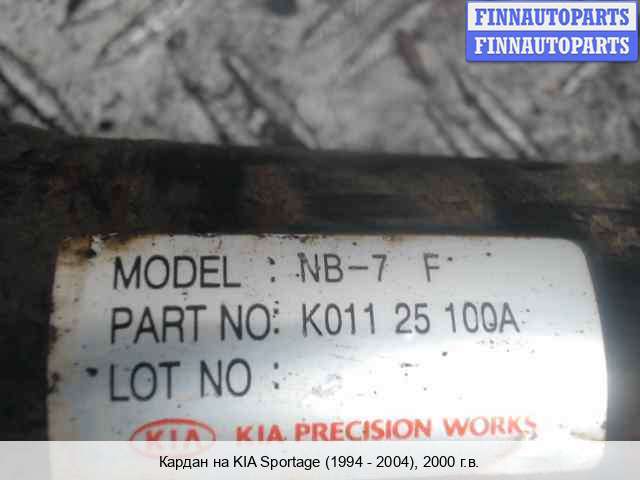 FINNAUTOPARTS
FINNAUTOPARTS
MODEL : NB-7 F
PART NO: K011 25 100A
LOT NO :
KIA KIA PRECISION WORKS
Кардан на KIA Sportage (1994 - 2004), 2000 г.в.